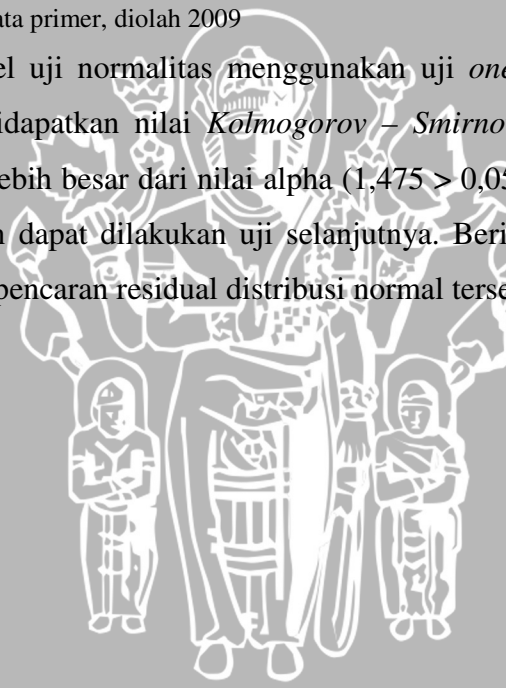 ata primer, diolah 2009
el uji normalitas menggunakan uji one
idapatkan nilai Kolmogorov – Smirno
ebih besar dari nilai alpha (1,475 > 0,05
n dapat dilakukan uji selanjutnya. Beri
pencaran residual distribusi normal terse